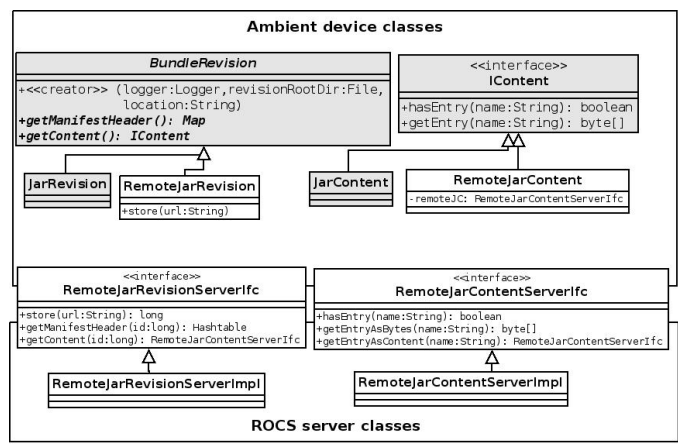 Ambient device classes
BundleRevision
+<<creator>> (logger:Logger,revisionRootDir:File,
location:String)
+getManifestHeader(): Map
+getContent(): IContent
<<interface>>
IContent
+hasEntry(name:String): boolean
+getEntry(name:String): byte[]
JarRevision
RemoteJarRevision
+store(url:String)
JarContent
RemoteJarContent
-remoteJC: RemoteJarContentServerIfc
<<interface>>
RemoteJarRevisionServerIfc
+store(url:String): long
+getManifestHeader(id:long): Hashtable
+getContent(id:long): RemoteJarContentServerIfc
<<interface>>
RemoteJarContentServerIfc
+hasEntry(name:String): boolean
+getEntryAsBytes(name:String): byte[]
+getEntryAsContent(name:String): RemoteJarContentServerIfc
RemoteJarRevisionServerImpl
RemoteJarContentServerImpl
ROCS server classes